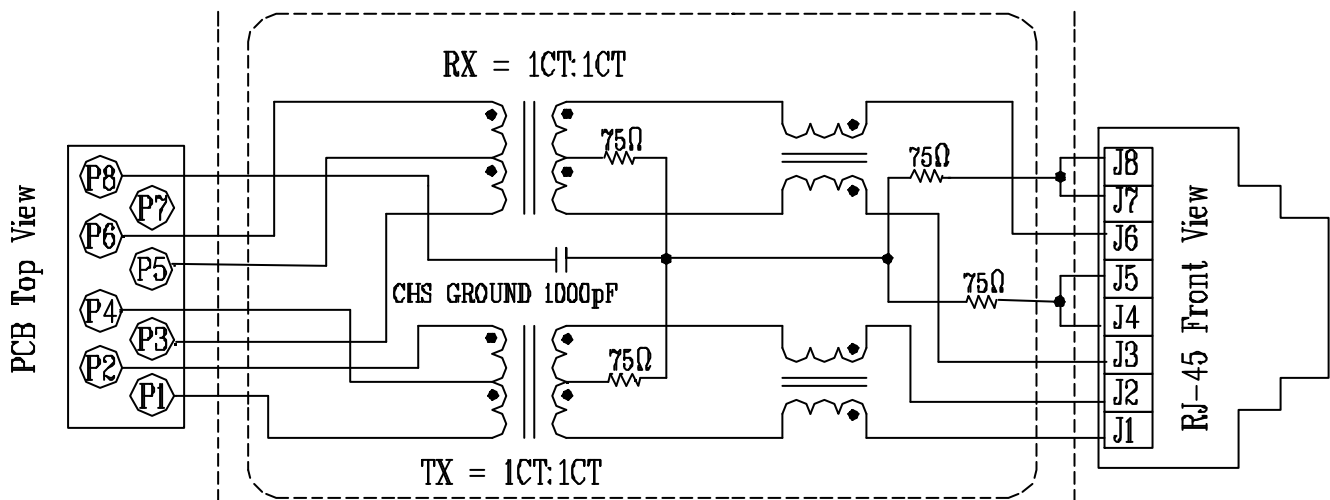 RX = 1CT:1CT
PCB Top View
P8
P7
P6
P5
P4
P3
P2
P1
75Ω
75Ω
CHS GROUND 1000pF
75Ω
75Ω
TX = 1CT:1CT
J8
J7
J6
J5
J4
J3
J2
J1
RJ-45 Front View